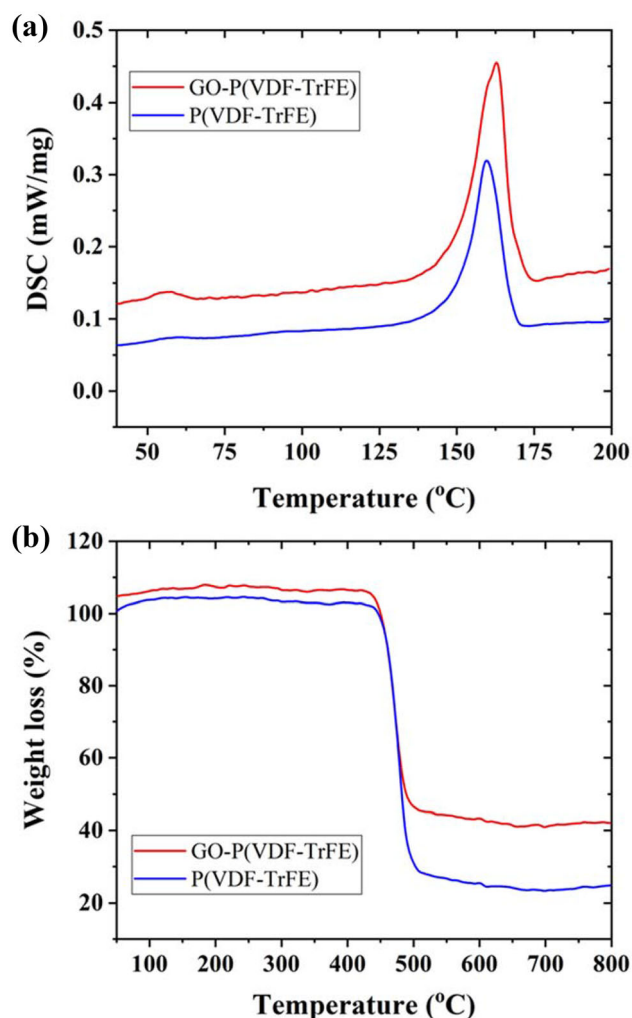 (a)
0.5
0.4
0.3
0.2
0.1
0.0
DSC (mW/mg)
GO-P(VDF-TrFE)
P(VDF-TrFE)
50 75 100 125 150 175 200
Temperature (°C)
(b)
120
100
80
60
40
20
Weight loss (%)
GO-P(VDF-TrFE)
P(VDF-TrFE)
100 200 300 400 500 600 700 800
Temperature (°C)